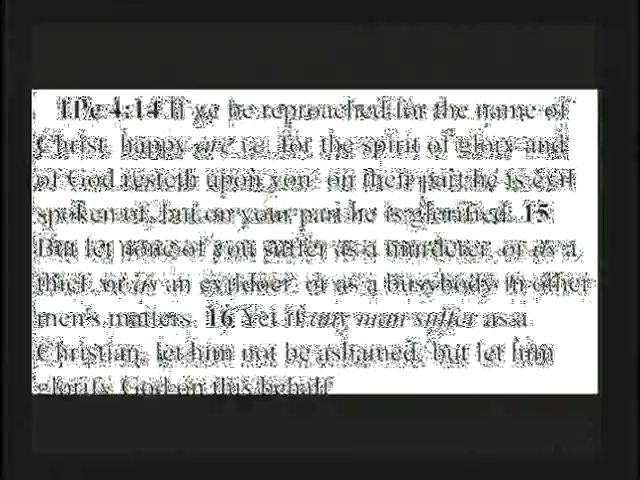 1Pe 4:14 If ye be reproached for the name of
Christ, happy are ye; for the spirit of glory and
of God resteth upon you: on their part he is evil
spoken of, but on your part he is glorified. 15
But let none of you suffer as a murderer, or as a
thief, or as an evildoer, or as a busybody in other
men's matters. 16 Yet if any man suffer as a
Christian, let him not be ashamed; but let him
glorify God on this behalf.